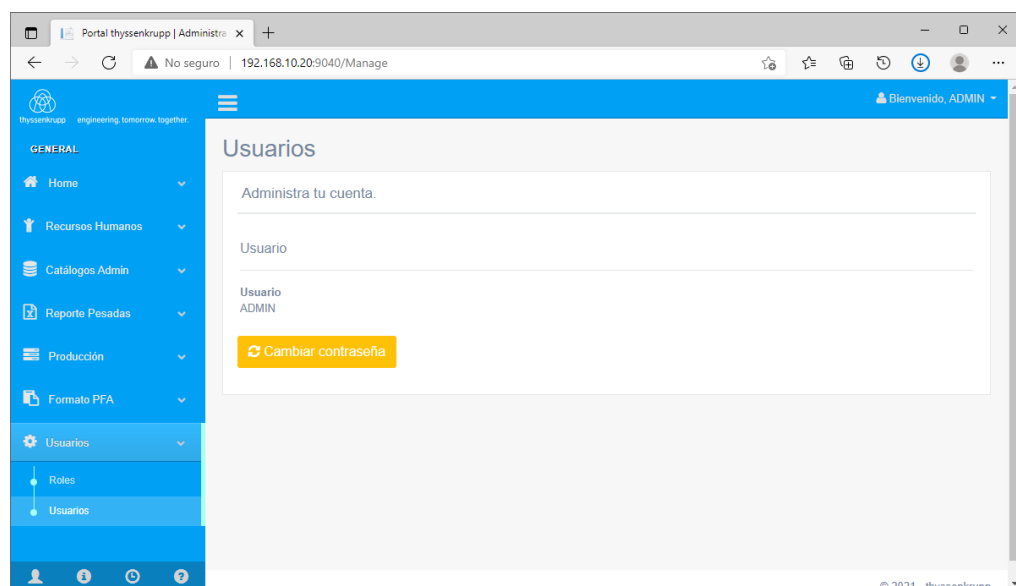 Portal thyssenkrupp | Administra
No seguro | 192.168.10.20:9040/Manage
thyssenkrupp engineering. tomorrow. together.
Bienvenido, ADMIN
GENERAL
Home
Recursos Humanos
Catálogos Admin
Reporte Pesadas
Producción
Formato PFA
Usuarios
Roles
Usuarios
Usuarios
Administra tu cuenta.
Usuario
Usuario
ADMIN
Cambiar contraseña
© 2021 - thyssenkrupp